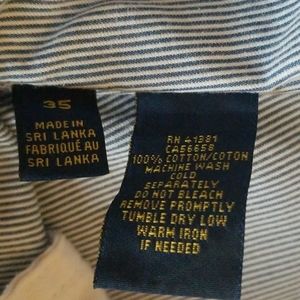 35
MADE IN
SRI LANKA
FABRIQUÉ AU
SRI LANKA
RN 41381
CA56658
100% COTTON/COTON
MACHINE WASH
COLD
SEPARATELY
DO NOT BLEACH
REMOVE PROMPTLY
TUMBLE DRY LOW
WARM IRON
IF NEEDED